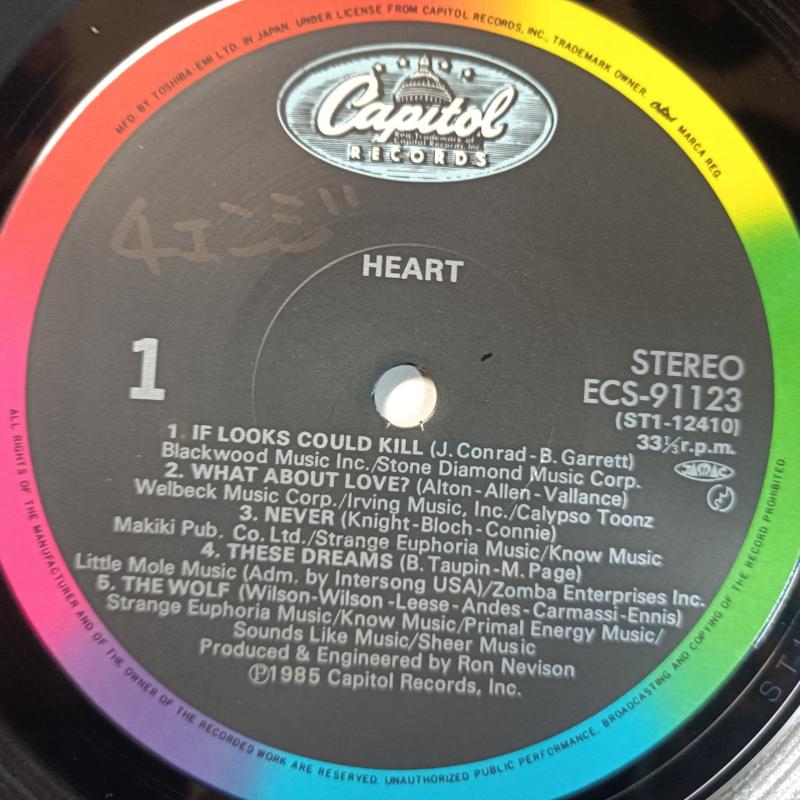 MFD. BY TOSHIBA-EMI LTD. IN JAPAN. UNDER LICENSE FROM CAPITOL RECORDS, INC., TRADEMARK OWNER. Capitol MARCA REG.
Capitol
Reg. Trademark of
Capitol Records, Inc.
RECORDS
チェンジ
HEART
1
STEREO
ECS-91123
(ST1-12410)
33⅓r.p.m.
JASRAC
1. IF LOOKS COULD KILL (J. Conrad-B. Garrett)
Blackwood Music Inc./Stone Diamond Music Corp.
2. WHAT ABOUT LOVE? (Alton-Allen-Vallance)
Welbeck Music Corp./Irving Music, Inc./Calypso Toonz
3. NEVER (Knight-Bloch-Connie)
Makiki Pub. Co. Ltd./Strange Euphoria Music/Know Music
4. THESE DREAMS (B. Taupin-M. Page)
Little Mole Music (Adm. by Intersong USA)/Zomba Enterprises Inc.
5. THE WOLF (Wilson-Wilson-Leese-Andes-Carmassi-Ennis)
Strange Euphoria Music/Know Music/Primal Energy Music/
Sounds Like Music/Sheer Music
Produced & Engineered by Ron Nevison
Ⓟ1985 Capitol Records, Inc.
ALL RIGHTS OF THE MANUFACTURER AND OF THE OWNER OF THE RECORDED WORK ARE RESERVED. UNAUTHORIZED PUBLIC PERFORMANCE, BROADCASTING AND COPYING OF THE RECORD PROHIBITED.